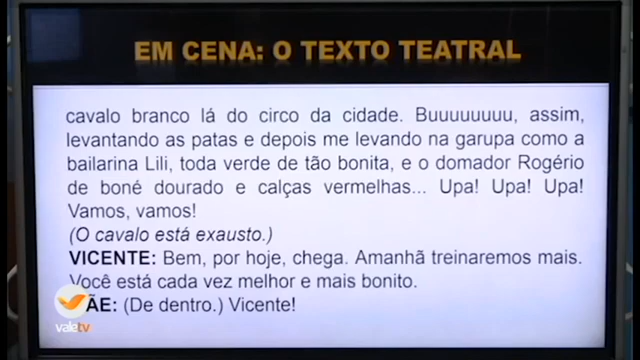 EM CENA: O TEXTO TEATRAL
cavalo branco lá do circo da cidade. Buuuuuuuu, assim,
levantando as patas e depois me levando na garupa como a
bailarina Lili, toda verde de tão bonita, e o domador Rogério
de boné dourado e calças vermelhas... Upa! Upa! Upa!
Vamos, vamos!
(O cavalo está exausto.)
VICENTE: Bem, por hoje, chega. Amanhã treinaremos mais.
Você está cada vez melhor e mais bonito.
ÃE: (De dentro.) Vicente!
valetv